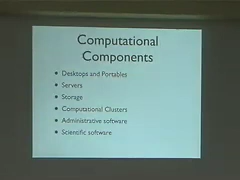 Computational
Components
• Desktops and Portables
• Servers
• Storage
• Computational Clusters
• Administrative software
• Scientific software